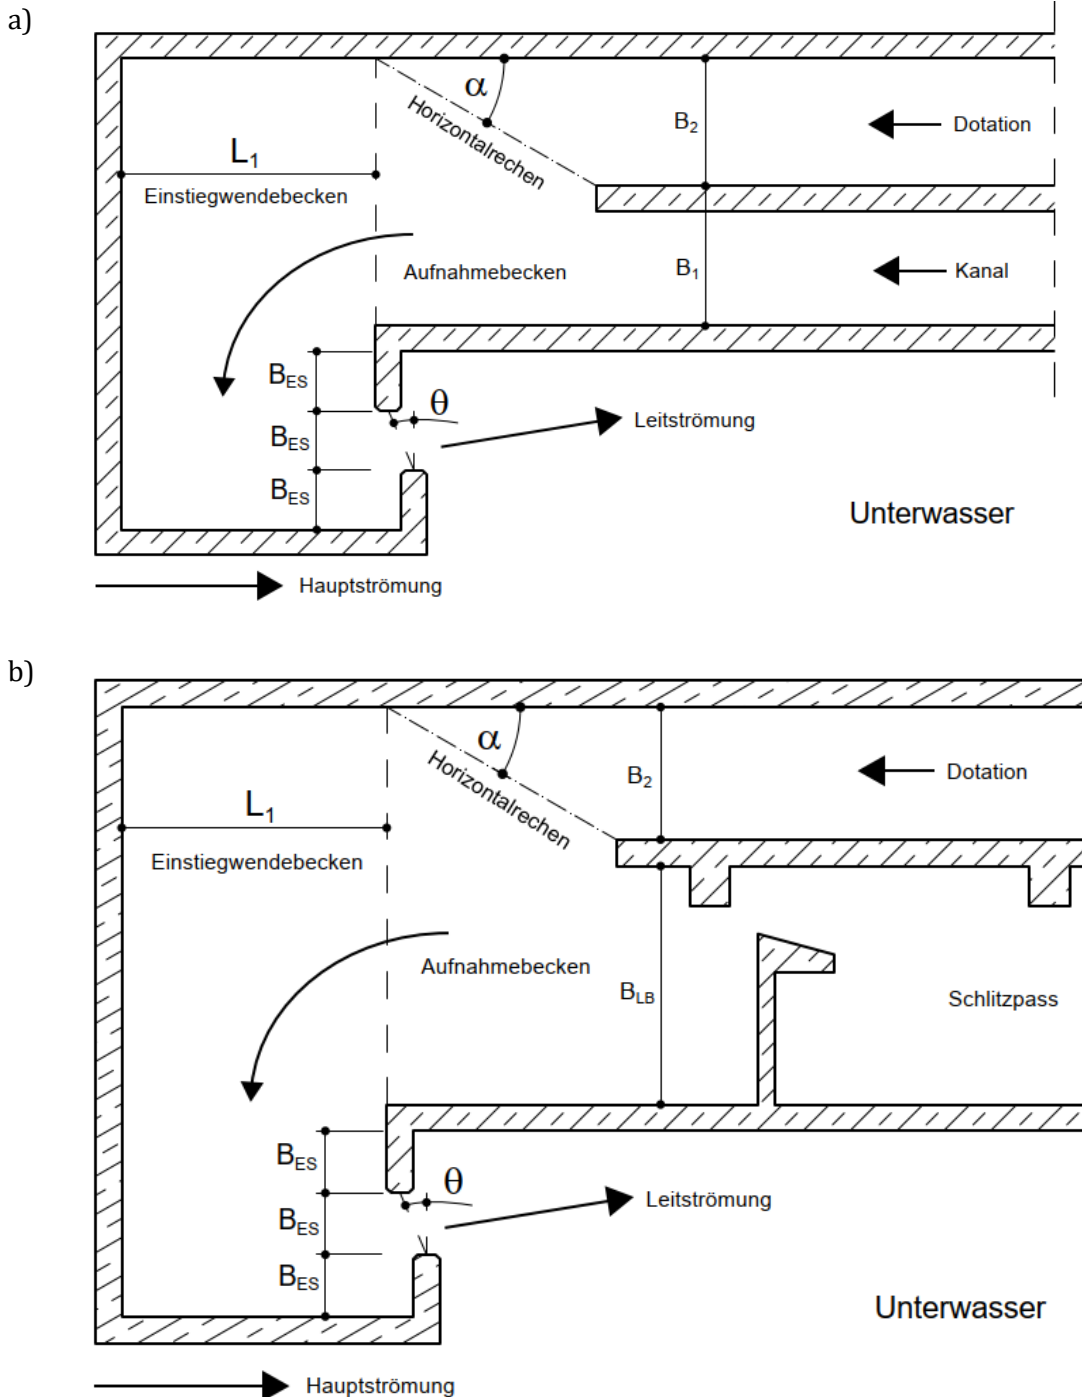 a)
α
Horizontalrechen
B2
Dotation
L1
Einstiegwendebecken
Aufnahmebecken
B1
Kanal
BES
θ
Leitströmung
BES
BES
Unterwasser
Hauptströmung
b)
α
Horizontalrechen
B2
Dotation
L1
Einstiegwendebecken
Aufnahmebecken
BLB
Schlitzpass
BES
θ
Leitströmung
BES
BES
Unterwasser
Hauptströmung